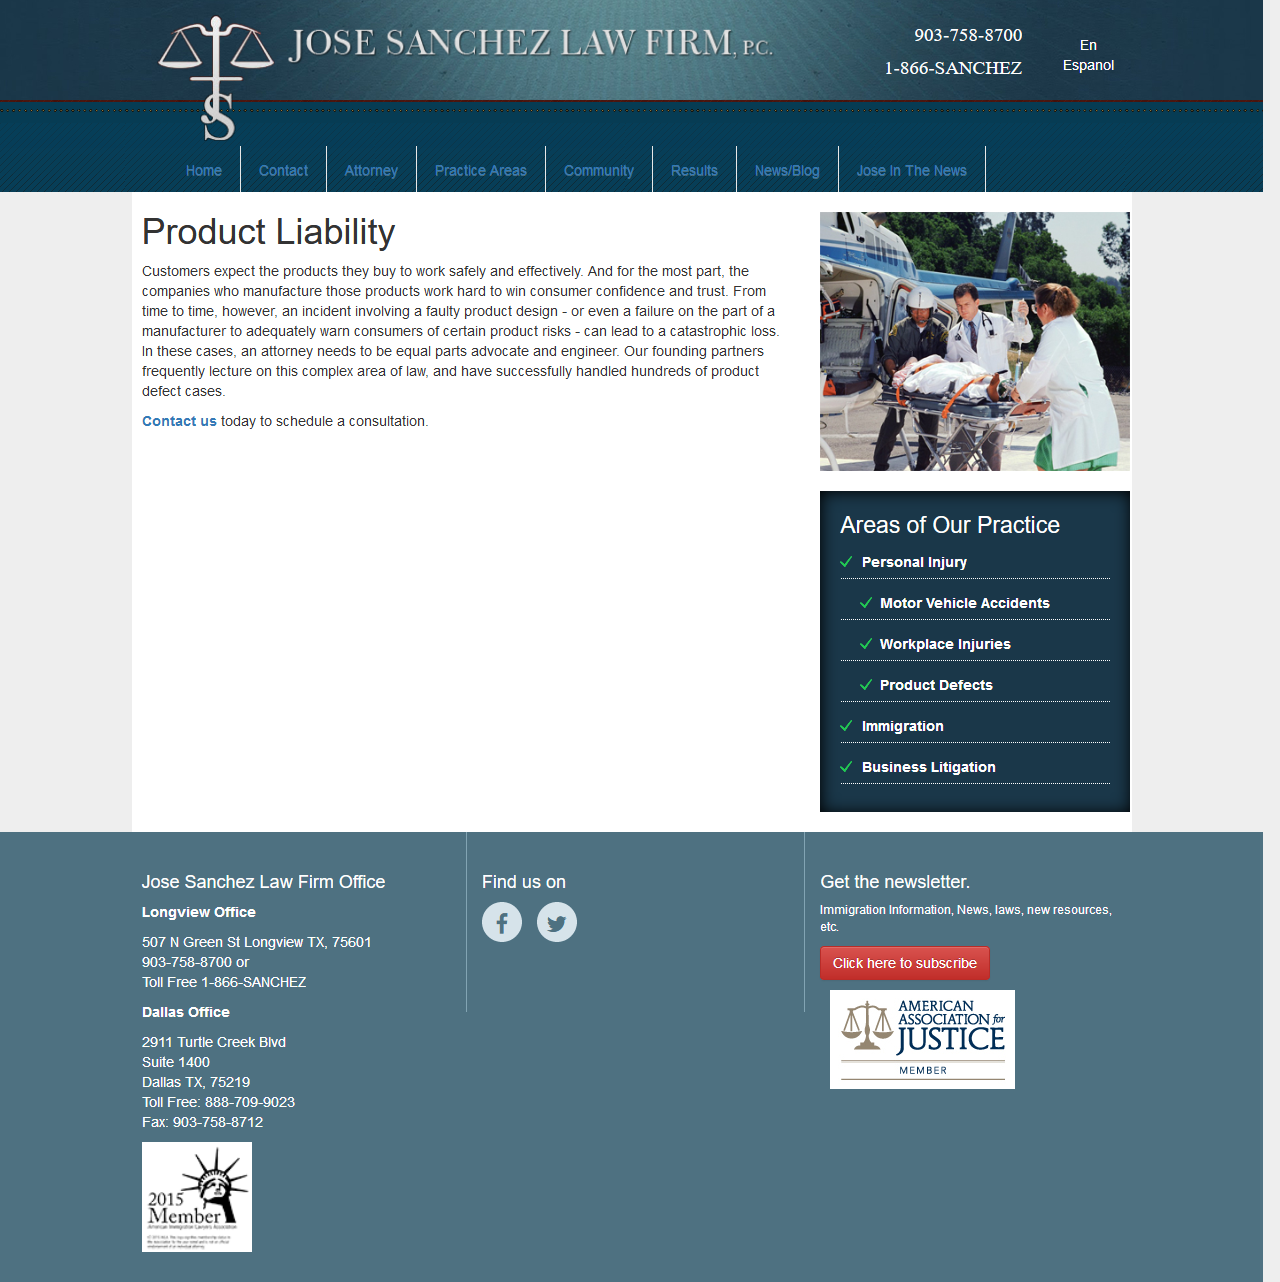 JOSE SANCHEZ LAW FIRM, P.C.
903-758-8700
1-866-SANCHEZ
En
Espanol
S
Home
Contact
Attorney
Practice Areas
Community
Results
News/Blog
Jose In The News
Product Liability
Customers expect the products they buy to work safely and effectively. And for the most part, the
companies who manufacture those products work hard to win consumer confidence and trust. From
time to time, however, an incident involving a faulty product design - or even a failure on the part of a
manufacturer to adequately warn consumers of certain product risks - can lead to a catastrophic loss.
In these cases, an attorney needs to be equal parts advocate and engineer. Our founding partners
frequently lecture on this complex area of law, and have successfully handled hundreds of product
defect cases.
Contact us today to schedule a consultation.
Areas of Our Practice
Personal Injury
Motor Vehicle Accidents
Workplace Injuries
Product Defects
Immigration
Business Litigation
Jose Sanchez Law Firm Office
Longview Office
507 N Green St Longview TX, 75601
903-758-8700 or
Toll Free 1-866-SANCHEZ
Dallas Office
2911 Turtle Creek Blvd
Suite 1400
Dallas TX, 75219
Toll Free: 888-709-9023
Fax: 903-758-8712
2015
Member
American Immigration Lawyers Association
Find us on
Get the newsletter.
Immigration Information, News, laws, new resources,
etc.
Click here to subscribe
AMERICAN
ASSOCIATION for
JUSTICE
MEMBER